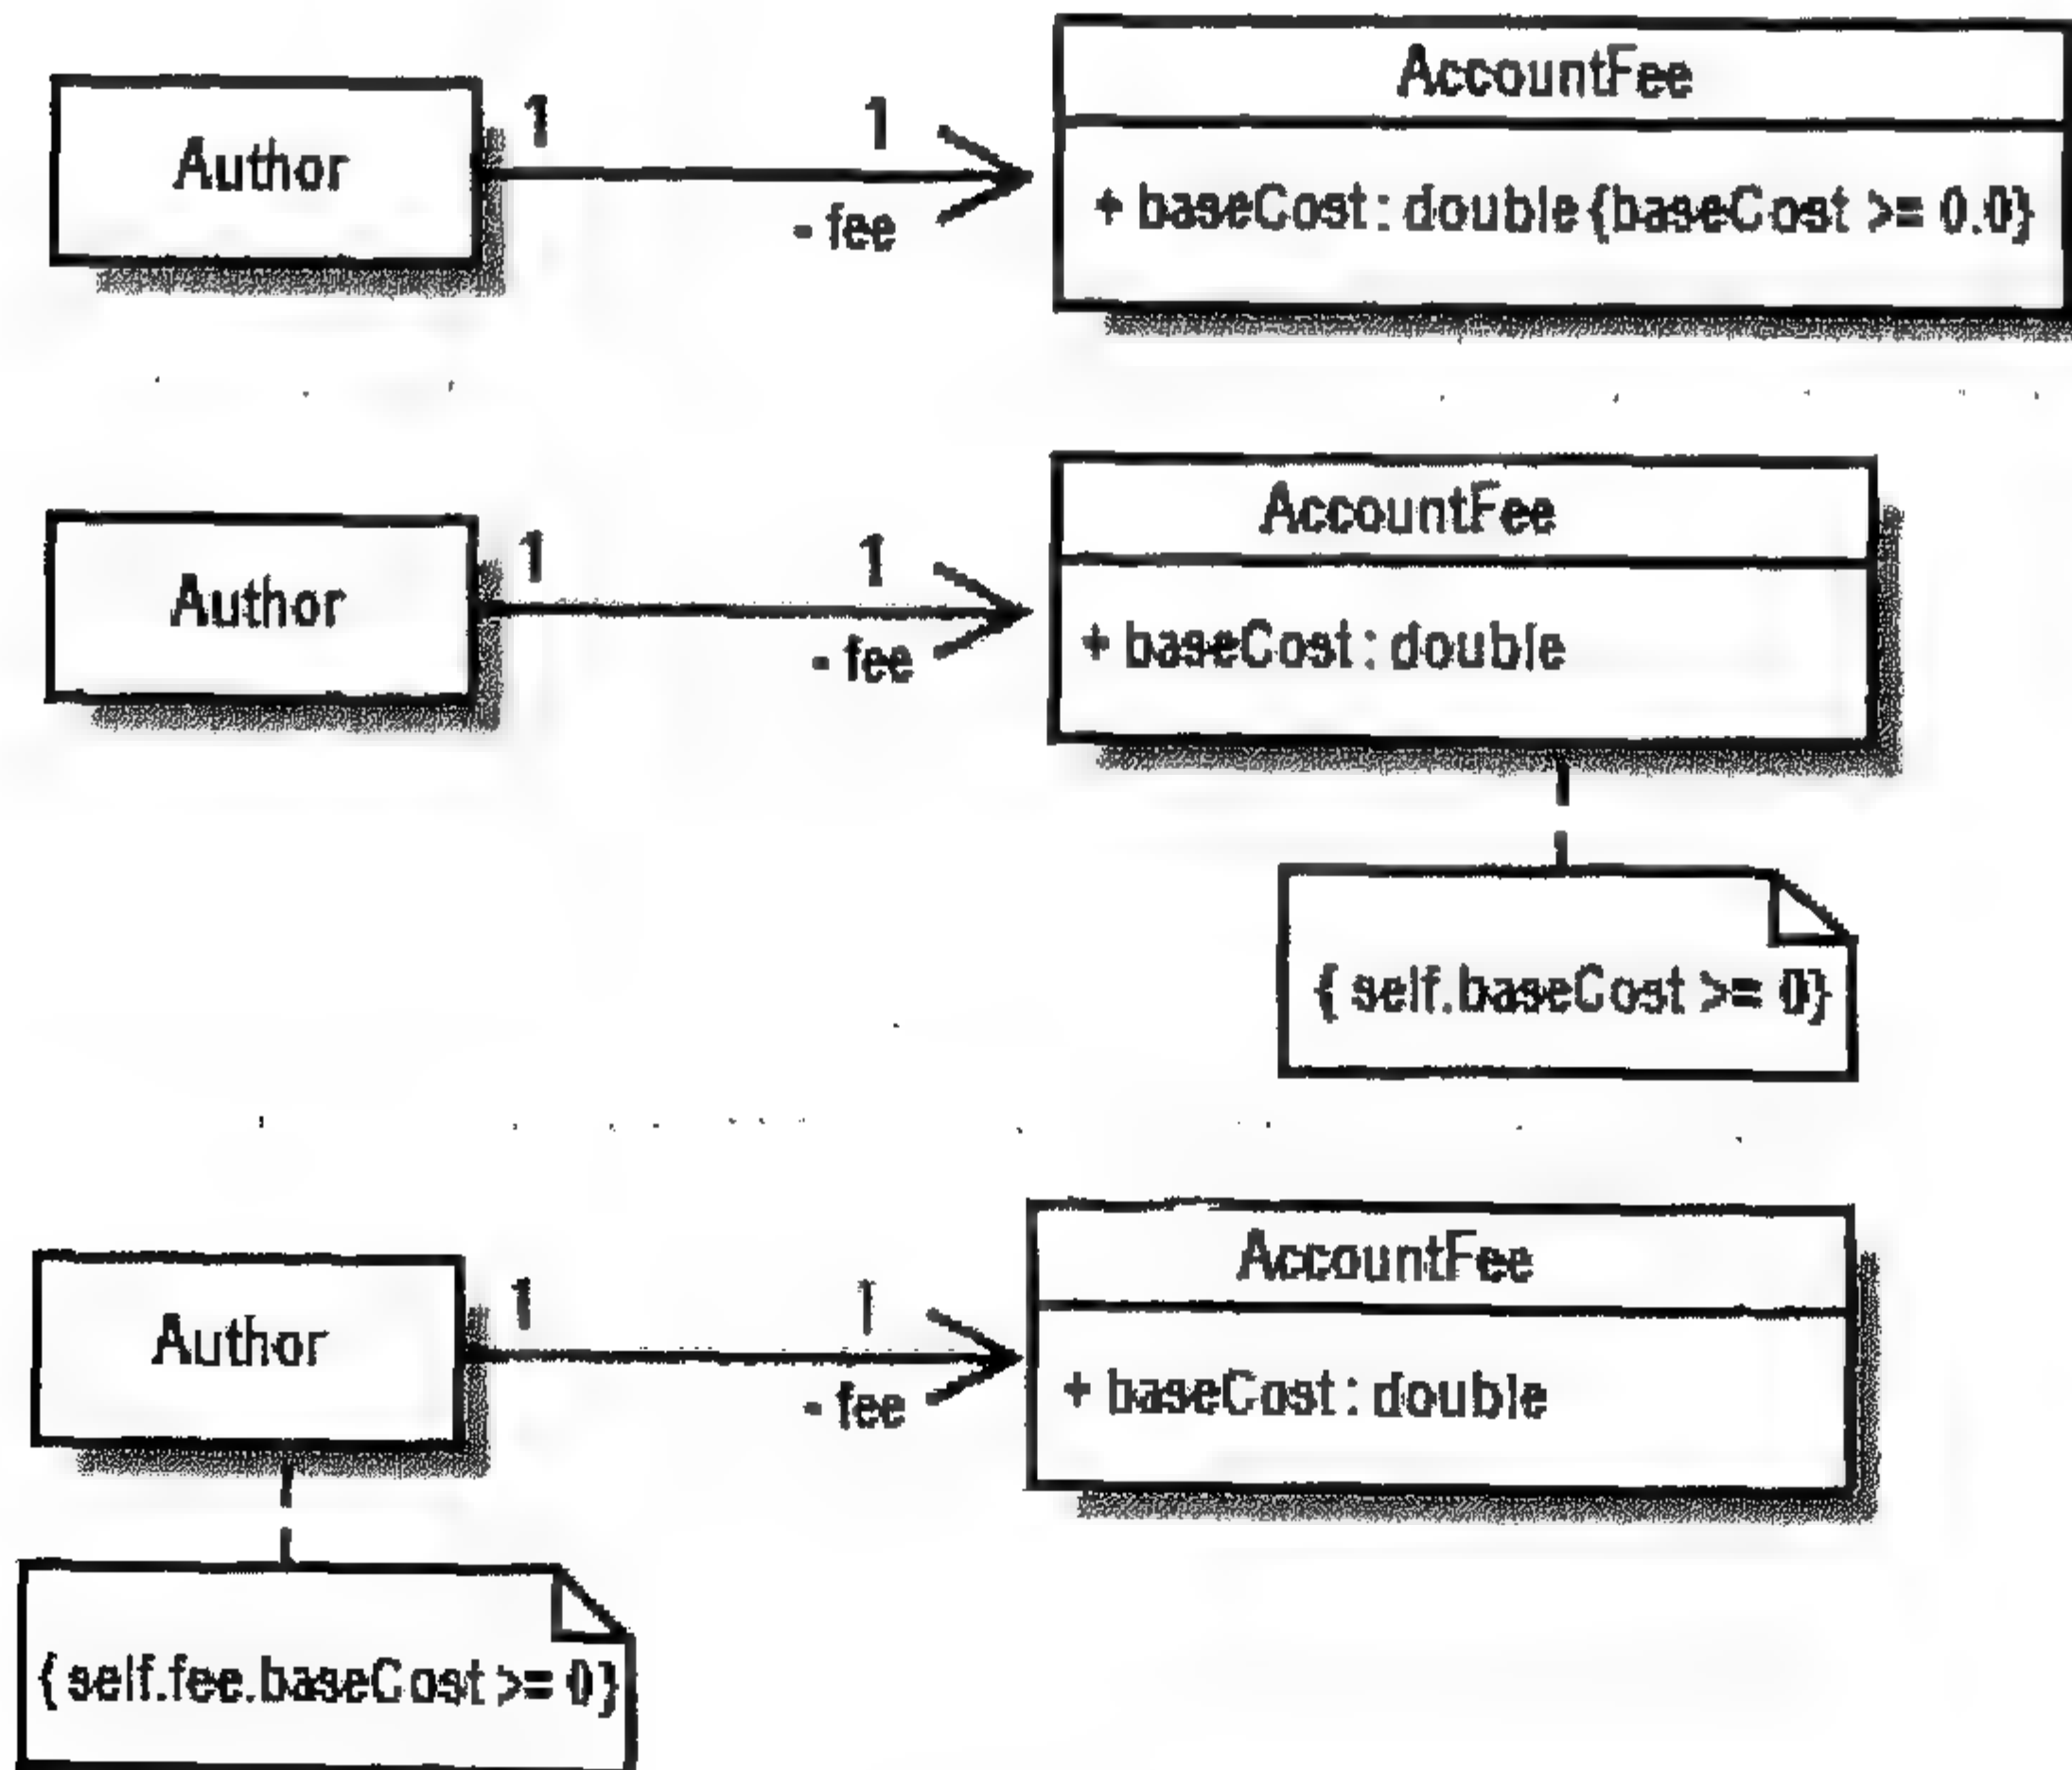 AccountFee
Author
1
1
- fee
+ baseCost : double {baseCost >= 0.0}
AccountFee
Author
1
1
- fee
+ baseCost : double
{ self.baseCost >= 0}
AccountFee
Author
1
1
- fee
+ baseCost : double
{ self.fee.baseCost >= 0}